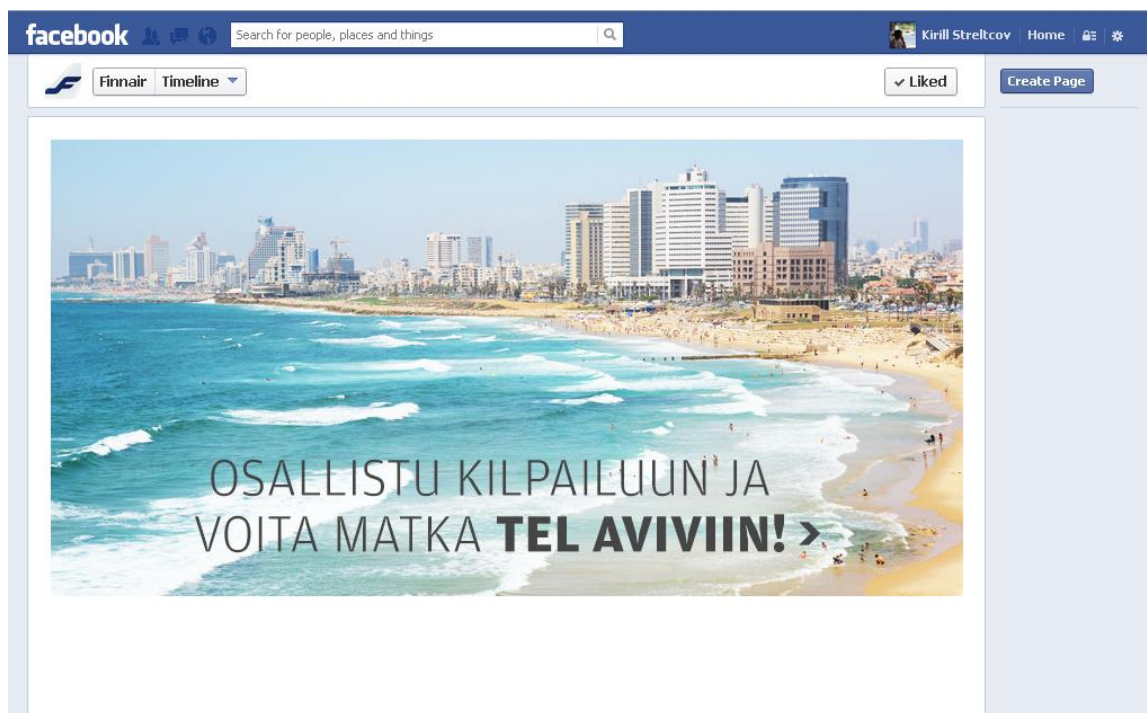 facebook Search for people, places and things Kirill Streltcov Home
Finnair Timeline Liked Create Page
OSALLISTU KILPAILUUN JA
VOITA MATKA TEL AVIVIIN! >